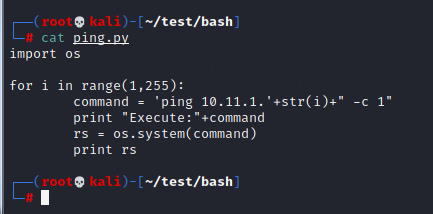 ┌──(root💀kali)-[~/test/bash]
└─# cat ping.py
import os

for i in range(1,255):
        command = 'ping 10.11.1.'+str(i)+" -c 1"
        print "Execute:"+command
        rs = os.system(command)
        print rs

┌──(root💀kali)-[~/test/bash]
└─#